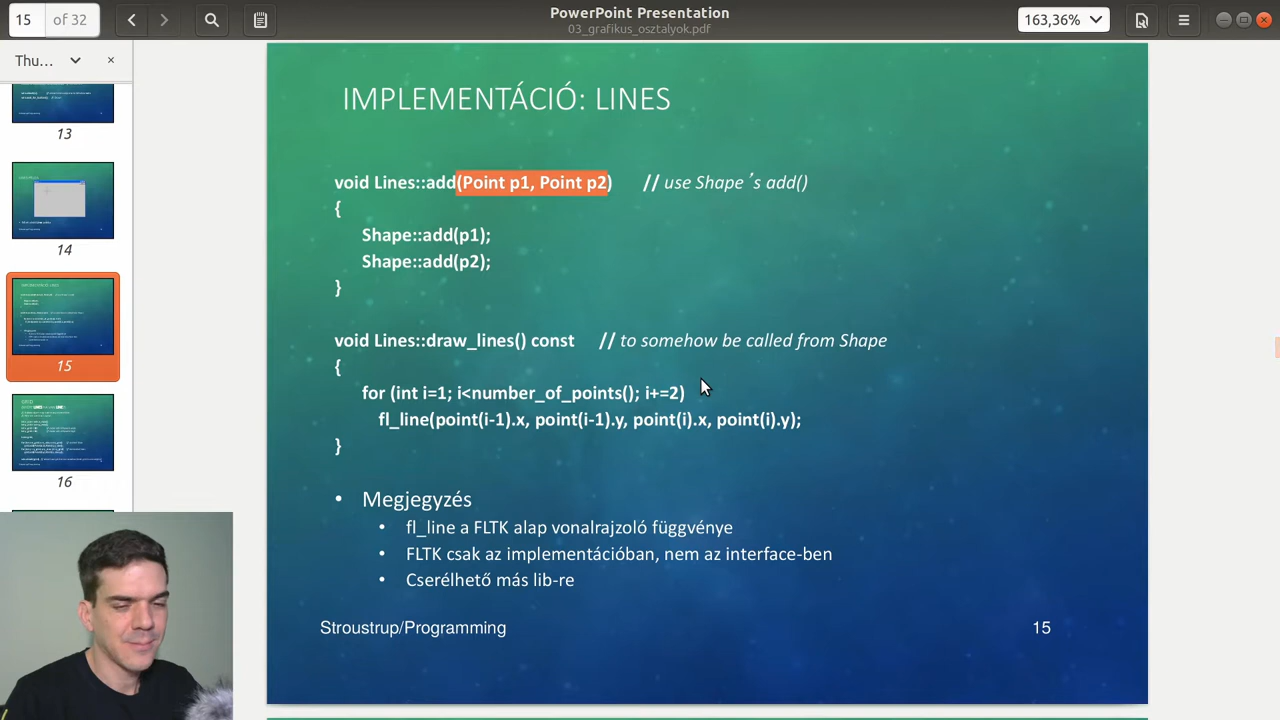 15 of 32
PowerPoint Presentation
03_grafikus_osztalyok.pdf
163,36%
Thu...
13
14
15
16
IMPLEMENTÁCIÓ: LINES
void Lines::add(Point p1, Point p2) // use Shape's add()
{
Shape::add(p1);
Shape::add(p2);
}
void Lines::draw_lines() const // to somehow be called from Shape
{
for (int i=1; i<number_of_points(); i+=2)
fl_line(point(i-1).x, point(i-1).y, point(i).x, point(i).y);
}
• Megjegyzés
• fl_line a FLTK alap vonalrajzoló függvénye
• FLTK csak az implementációban, nem az interface-ben
• Cserélhető más lib-re
Stroustrup/Programming
15